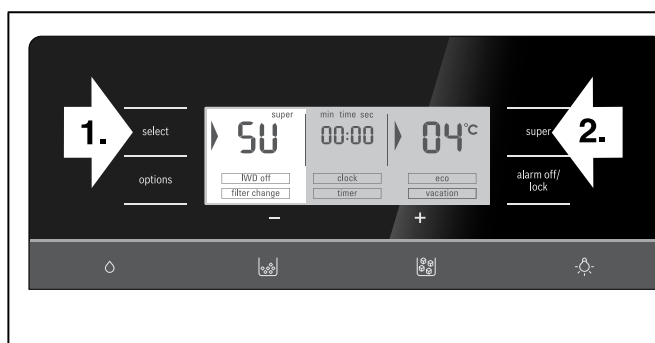 super
min time sec
1.
select
SU
00:00
04°C
super
2.
options
IWD off
clock
eco
alarm off/
lock
filter change
timer
vacation
− +